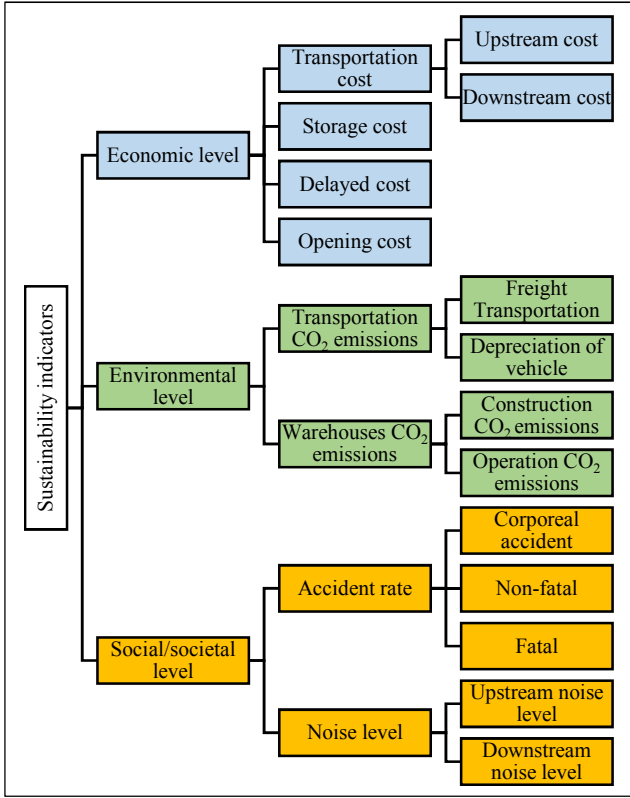 Sustainability indicators
Economic level
Transportation
cost
Upstream cost
Downstream cost
Storage cost
Delayed cost
Opening cost
Environmental
level
Transportation
CO₂ emissions
Freight
Transportation
Depreciation of
vehicle
Warehouses CO₂
emissions
Construction
CO₂ emissions
Operation CO₂
emissions
Social/societal
level
Accident rate
Corporeal
accident
Non-fatal
Fatal
Noise level
Upstream noise
level
Downstream
noise level